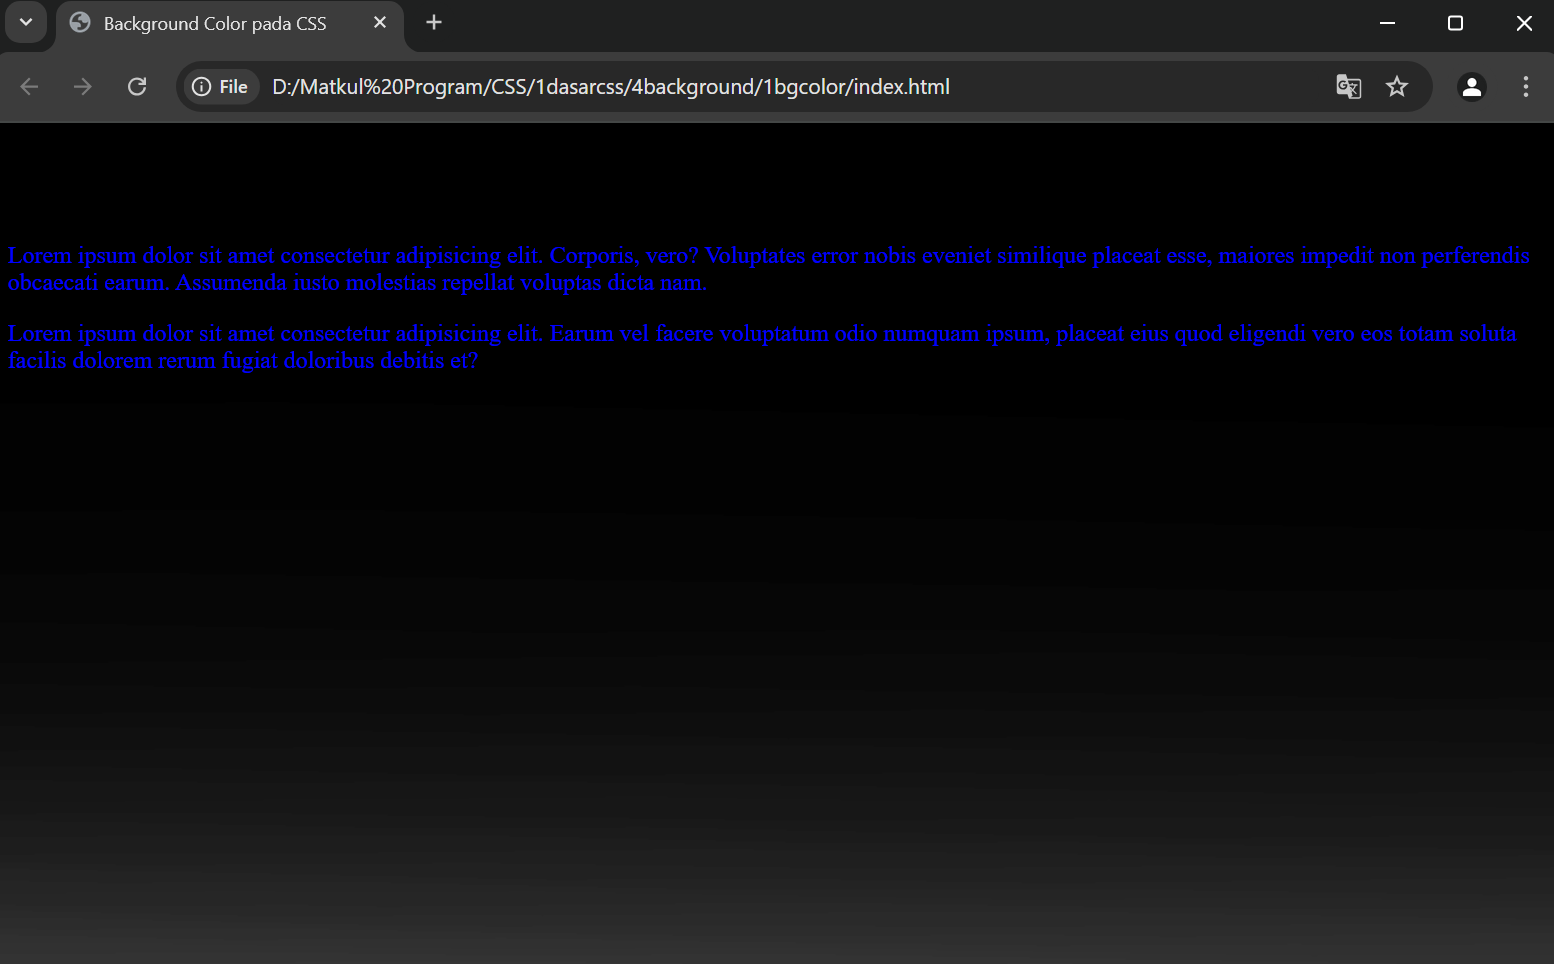 Background Color pada CSS
File
D:/Matkul%20Program/CSS/1dasarcss/4background/1bgcolor/index.html
Lorem ipsum dolor sit amet consectetur adipisicing elit. Corporis, vero? Voluptates error nobis eveniet similique placeat esse, maiores impedit non perferendis
obcaecati earum. Assumenda iusto molestias repellat voluptas dicta nam.
Lorem ipsum dolor sit amet consectetur adipisicing elit. Earum vel facere voluptatum odio numquam ipsum, placeat eius quod eligendi vero eos totam soluta
facilis dolorem rerum fugiat doloribus debitis et?